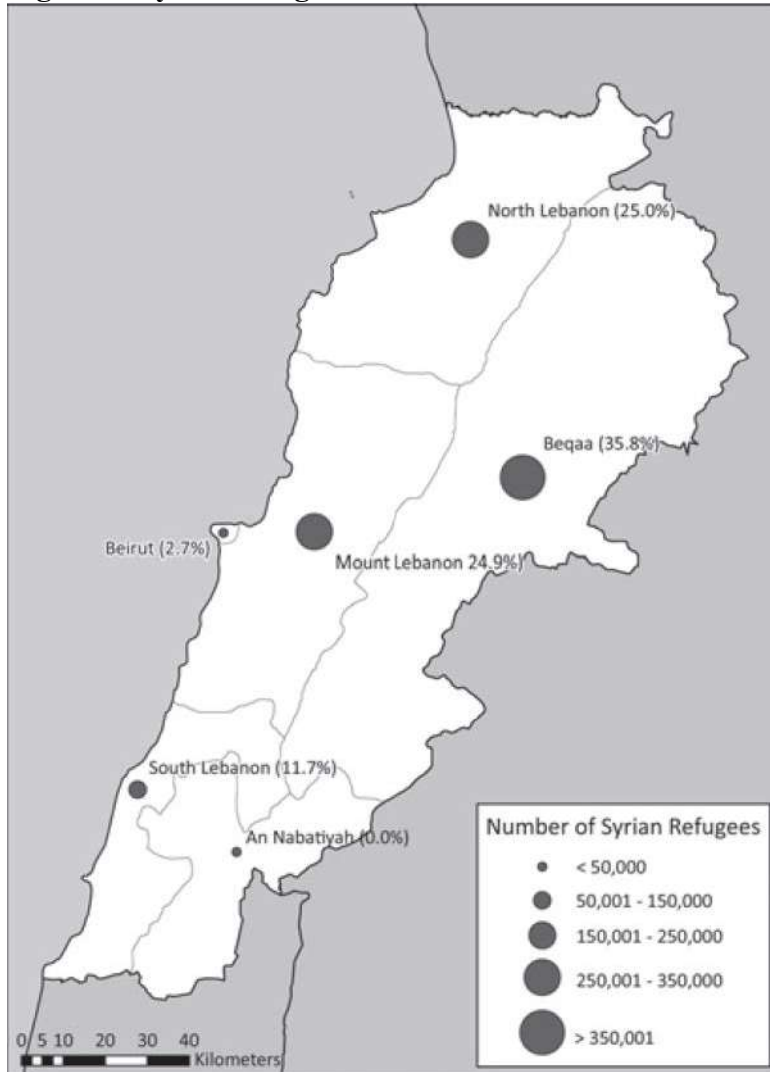 North Lebanon (25.0%)
Beqaa (35.8%)
Beirut (2.7%)
Mount Lebanon 24.9%)
South Lebanon (11.7%)
An Nabatiyah (0.0%)
Number of Syrian Refugees
< 50,000
50,001 - 150,000
150,001 - 250,000
250,001 - 350,000
> 350,001
0 5 10 20 30 40
Kilometers